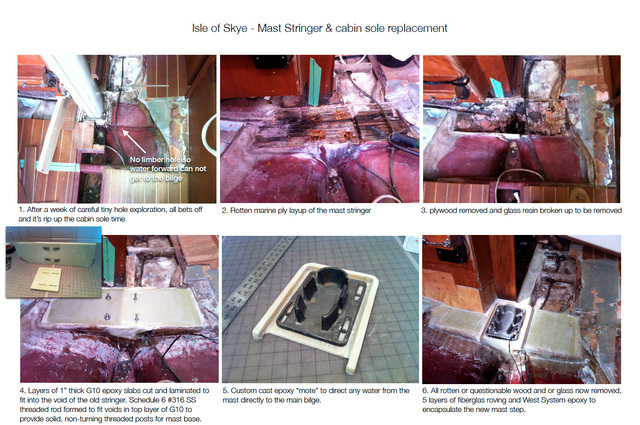 Isle of Skye - Mast Stringer & cabin sole replacement
No limber hole so
water forward can not
get to the bilge
1. After a week of careful tiny hole exploration, all bets off
and it's rip up the cabin sole time
2. Rotten marine ply layup of the mast stringer
3. plywood removed and glass resin broken up to be removed
4. Layers of 1" thick G10 epoxy slabs cut and laminated to
fit into the void of the old stringer. Schedule 6 #316 SS
threaded rod formed to fit voids in top layer of G10 to
provide solid, non-turning threaded posts for mast base.
5. Custom cast epoxy "mote" to direct any water from the
mast directly to the main bilge.
6. All rotten or questionable wood and or glass now removed,
5 layers of fiberglas roving and West System epoxy to
encapsulate the new mast step.